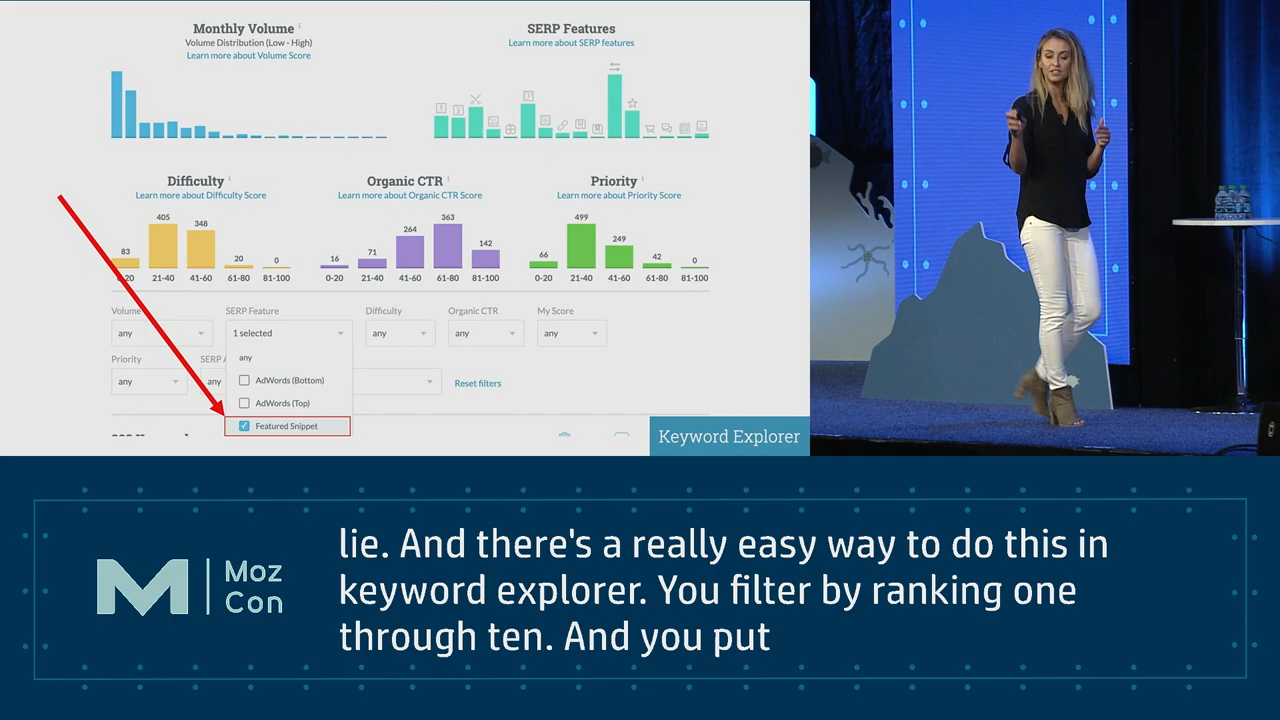 Monthly Volume
Volume Distribution (Low - High)
Learn more about Volume Score
SERP Features
Learn more about SERP features
Difficulty
Learn more about Difficulty Score
Organic CTR
Learn more about Organic CTR Score
Priority
Learn more about Priority Score
83
405
348
20
0
0-20
21-40
41-60
61-80
81-100
16
71
264
363
142
0-20
21-40
41-60
61-80
81-100
66
499
249
42
0
0-20
21-40
41-60
61-80
81-100
Volume
SERP Feature
Difficulty
Organic CTR
My Score
any
1 selected
any
any
any
Priority
SERP
any
any
any
Reset filters
AdWords (Bottom)
AdWords (Top)
Featured Snippet
Keyword Explorer
Moz
Con
lie. And there's a really easy way to do this in
keyword explorer. You filter by ranking one
through ten. And you put